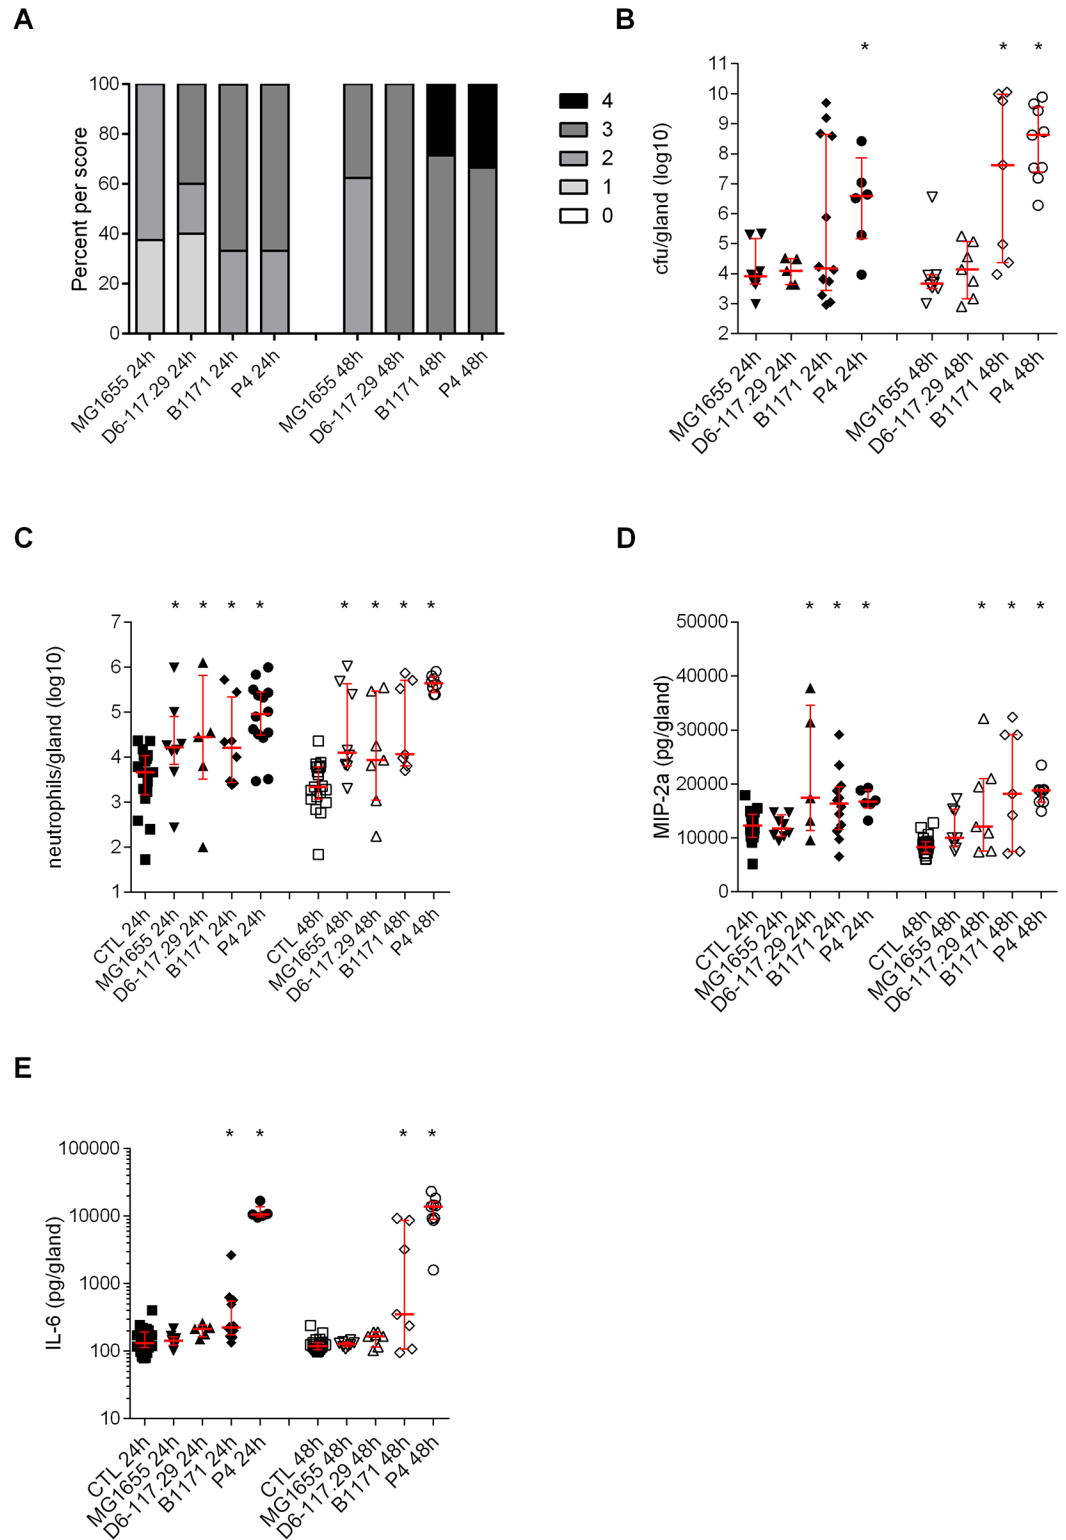 A
Percent per score
100
80
60
40
20
0
MG1655 24h
D6-117.29 24h
B1171 24h
P4 24h
MG1655 48h
D6-117.29 48h
B1171 48h
P4 48h
4
3
2
1
0
B
* * *
cfu/gland (log10)
11
10
9
8
7
6
5
4
3
2
MG1655 24h
D6-117.29 24h
B1171 24h
P4 24h
MG1655 48h
D6-117.29 48h
B1171 48h
P4 48h
C
* * * * * * * *
neutrophils/gland (log10)
7
6
5
4
3
2
1
CTL 24h
MG1655 24h
D6-117.29 24h
B1171 24h
P4 24h
CTL 48h
MG1655 48h
D6-117.29 48h
B1171 48h
P4 48h
D
* * * * * *
MIP-2a (pg/gland)
50000
40000
30000
20000
10000
0
CTL 24h
MG1655 24h
D6-117.29 24h
B1171 24h
P4 24h
CTL 48h
MG1655 48h
D6-117.29 48h
B1171 48h
P4 48h
E
* * * *
IL-6 (pg/gland)
100000
10000
1000
100
10
CTL 24h
MG1655 24h
D6-117.29 24h
B1171 24h
P4 24h
CTL 48h
MG1655 48h
D6-117.29 48h
B1171 48h
P4 48h